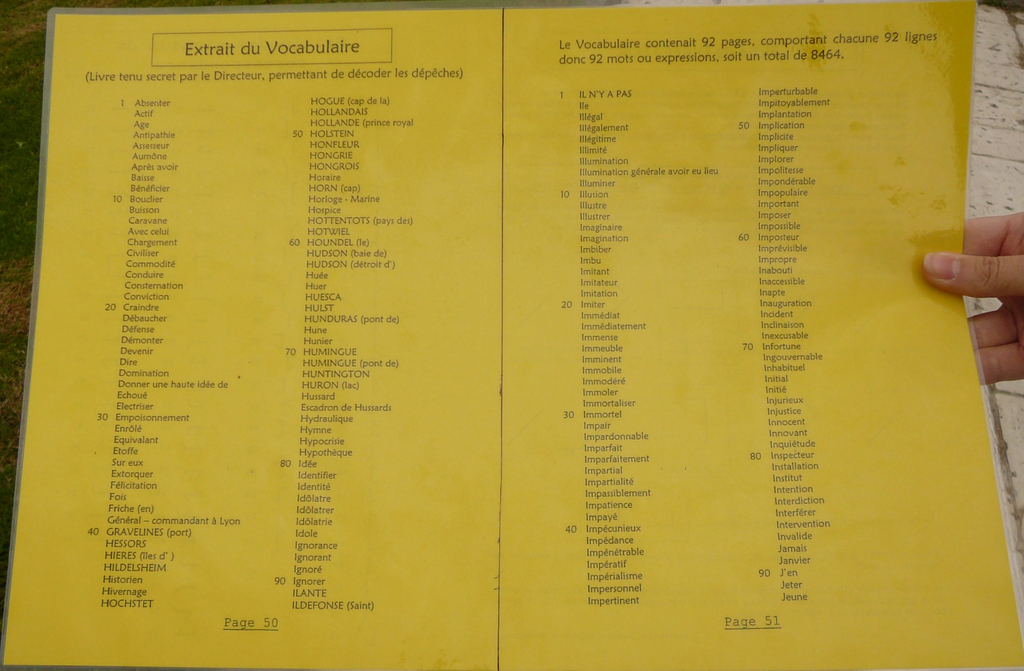 Extrait du Vocabulaire
(Livre tenu secret par le Directeur, permettant de décoder les dépêches)
1 Absenter
Actif
Age
Antipathie
Assesseur
Aumône
Après avoir
Baisse
Bénéficier
10 Bouclier
Buisson
Caravane
Avec celui
Chargement
Civiliser
Commodité
Conduire
Consternation
Conviction
20 Craindre
Débaucher
Défense
Démonter
Devenir
Dire
Domination
Donner une haute idée de
Echoué
Electriser
30 Empoisonnement
Enrôlé
Equivalant
Etoffe
Sur eux
Extorquer
Félicitation
Fois
Friche (en)
Général – commandant à Lyon
40 GRAVELINES (port)
HESSORS
HIERES (Iles d' )
HILDELSHEIM
Historien
Hivernage
HOCHSTET
HOGUE (cap de la)
HOLLANDAIS
HOLLANDE (prince royal
50 HOLSTEIN
HONFLEUR
HONGRIE
HONGROIS
Horaire
HORN (cap)
Horloge - Marine
Hospice
HOTTENTOTS (pays des)
HOTWIEL
60 HOUNDEL (le)
HUDSON (baie de)
HUDSON (détroit d')
Huée
Huer
HUESCA
HULST
HUNDURAS (pont de)
Hune
Hunier
70 HUMINGUE
HUMINGUE (pont de)
HUNTINGTON
HURON (lac)
Hussard
Escadron de Hussards
Hydraulique
Hymne
Hypocrisie
Hypothèque
80 Idée
Identifier
Identité
Idôlatre
Idôlatrer
Idôlatrie
Idole
Ignorance
Ignorant
Ignoré
90 Ignorer
ILANTE
ILDEFONSE (Saint)
Page 50
Le Vocabulaire contenait 92 pages, comportant chacune 92 lignes
donc 92 mots ou expressions, soit un total de 8464.
1 IL N'Y A PAS
Ile
Illégal
Illégalement
Illégitime
Illimité
Illumination
Illumination générale avoir eu lieu
Illuminer
10 Illusion
Illustre
Illustrer
Imaginaire
Imagination
Imbiber
Imbu
Imitant
Imitateur
Imitation
20 Imiter
Immédiat
Immédiatement
Immense
Immeuble
Imminent
Immobile
Immodéré
Immoler
Immortaliser
30 Immortel
Impair
Impardonnable
Imparfait
Imparfaitement
Impartial
Impartialité
Impassiblement
Impatience
Impayé
40 Impécunieux
Impédance
Impénétrable
Impératif
Impérialisme
Impersonnel
Impertinent
Imperturbable
Impitoyablement
Implantation
50 Implication
Implicite
Impliquer
Implorer
Impolitesse
Impondérable
Impopulaire
Important
Imposer
Impossible
60 Imposteur
Imprévisible
Impropre
Inabouti
Inaccessible
Inapte
Inauguration
Incident
Inclinaison
Inexcusable
70 Infortune
Ingouvernable
Inhabituel
Initial
Initié
Injurieux
Injustice
Innocent
Innovant
Inquiétude
80 Inspecteur
Installation
Institut
Intention
Interdiction
Interférer
Intervention
Invalide
Jamais
Janvier
90 J'en
Jeter
Jeune
Page 51